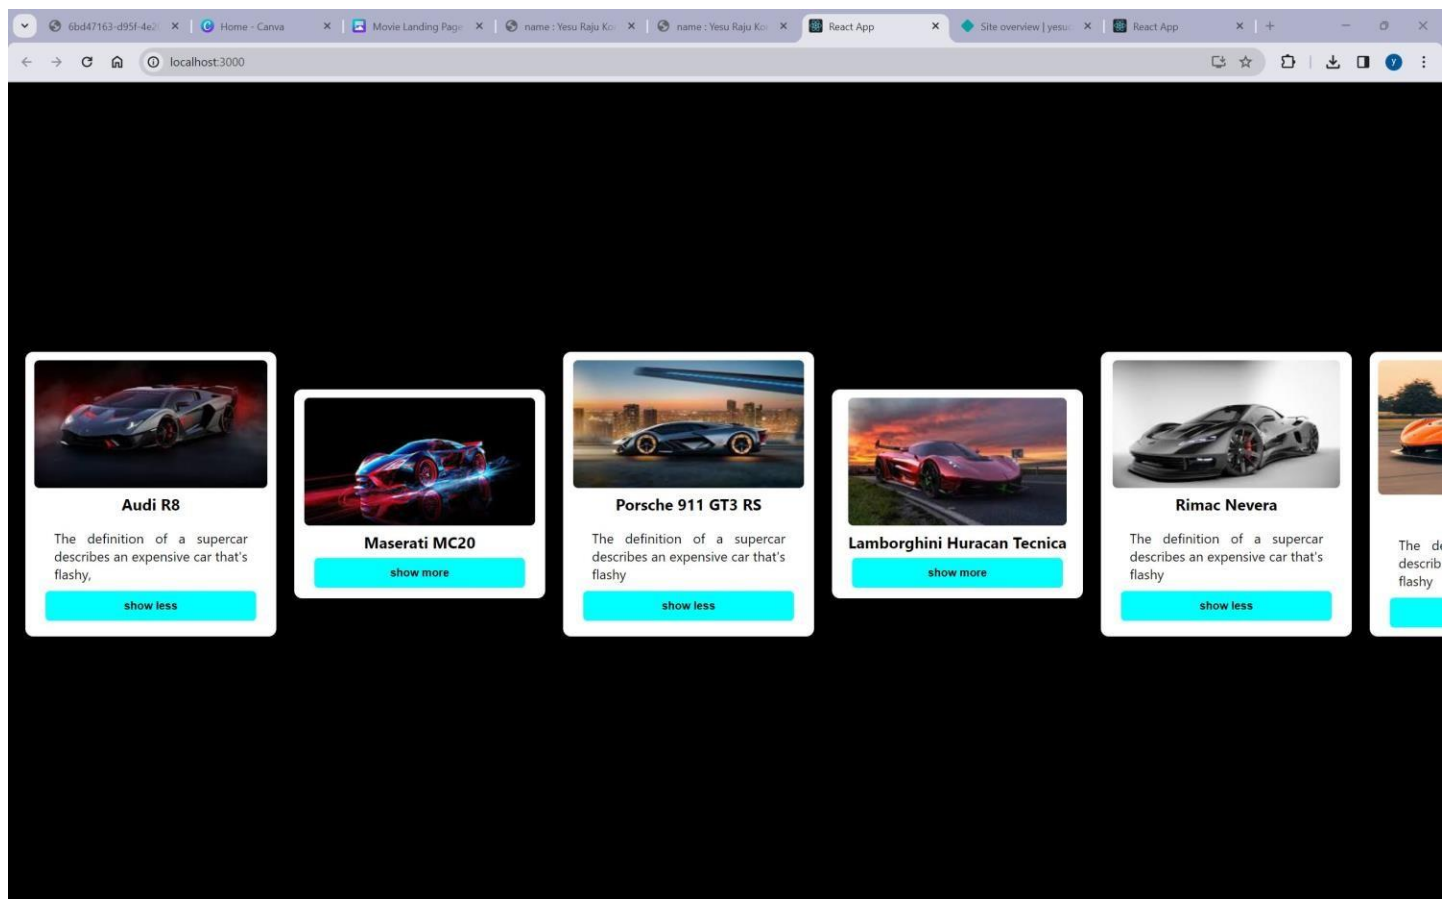 6bd47163-d95f-4e2
Home - Canva
Movie Landing Page
name : Yesu Raju Ko
name : Yesu Raju Ko
React App
Site overview | yesu
React App
localhost:3000
Y
Audi R8
The definition of a supercar
describes an expensive car that's
flashy,
show less
Maserati MC20
show more
Porsche 911 GT3 RS
The definition of a supercar
describes an expensive car that's
flashy
show less
Lamborghini Huracan Tecnica
show more
Rimac Nevera
The definition of a supercar
describes an expensive car that's
flashy
show less
The de
describ
flashy